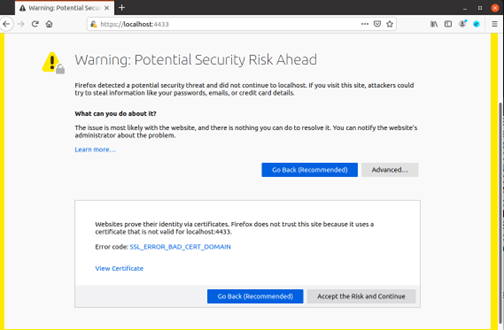 Warning: Potential Secu
https://localhost:4433
Warning: Potential Security Risk Ahead
Firefox detected a potential security threat and did not continue to localhost. If you visit this site, attackers could
try to steal information like your passwords, emails, or credit card details.
What can you do about it?
The issue is most likely with the website, and there is nothing you can do to resolve it. You can notify the website's
administrator about the problem.
Learn more...
Go Back (Recommended)
Advanced...
Websites prove their identity via certificates. Firefox does not trust this site because it uses a
certificate that is not valid for localhost:4433.
Error code: SSL_ERROR_BAD_CERT_DOMAIN
View Certificate
Go Back (Recommended)
Accept the Risk and Continue